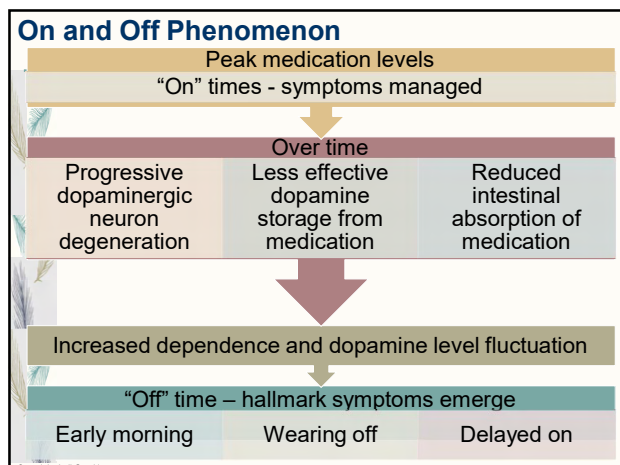 On and Off Phenomenon
Peak medication levels
“On” times - symptoms managed
Over time
Progressive
dopaminergic
neuron
degeneration
Less effective
dopamine
storage from
medication
Reduced
intestinal
absorption of
medication
Increased dependence and dopamine level fluctuation
“Off” time – hallmark symptoms emerge
Early morning
Wearing off
Delayed on